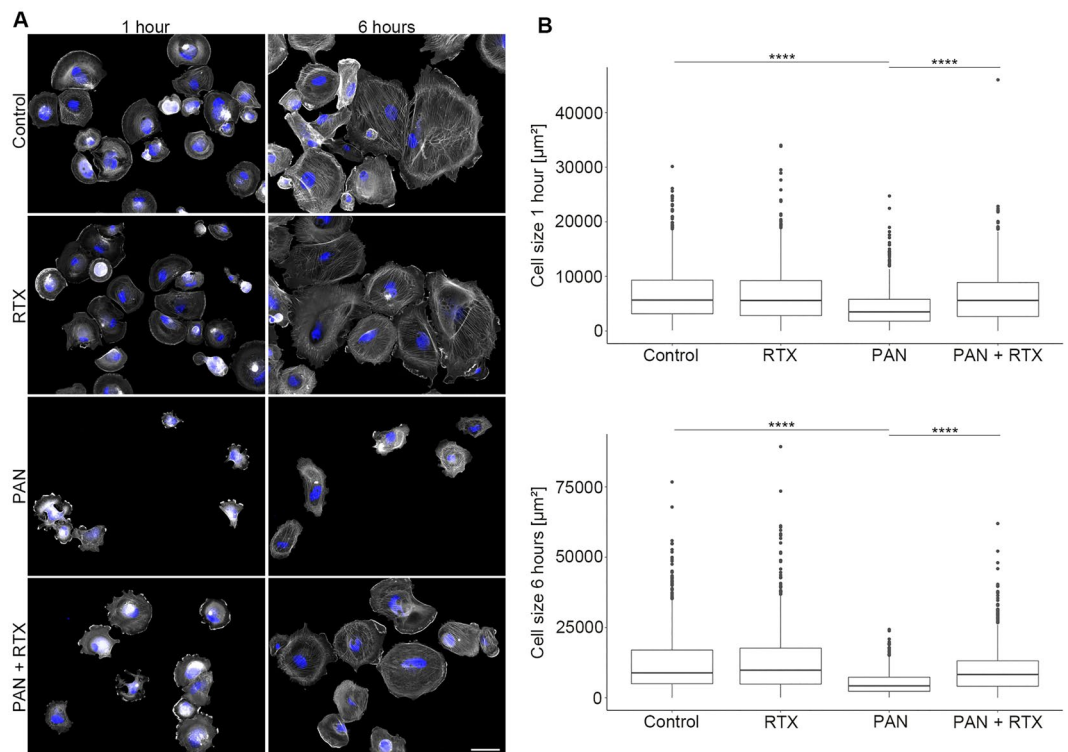 A
1 hour 6 hours
Control
RTX
PAN
PAN + RTX
B
**** ****
Cell size 1 hour [µm²]
40000
30000
20000
10000
0
Control RTX PAN PAN + RTX
**** ****
Cell size 6 hours [µm²]
75000
50000
25000
0
Control RTX PAN PAN + RTX